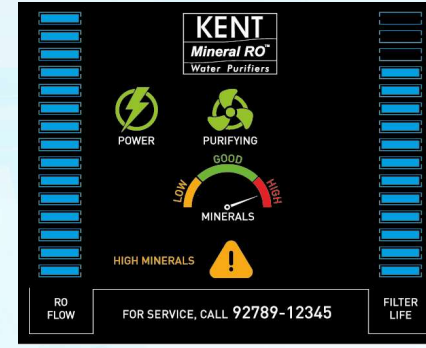 KENT
Mineral RO™
Water Purifiers
POWER
PURIFYING
LOW
GOOD
HIGH
MINERALS
HIGH MINERALS
RO
FLOW
FOR SERVICE, CALL 92789-12345
FILTER
LIFE